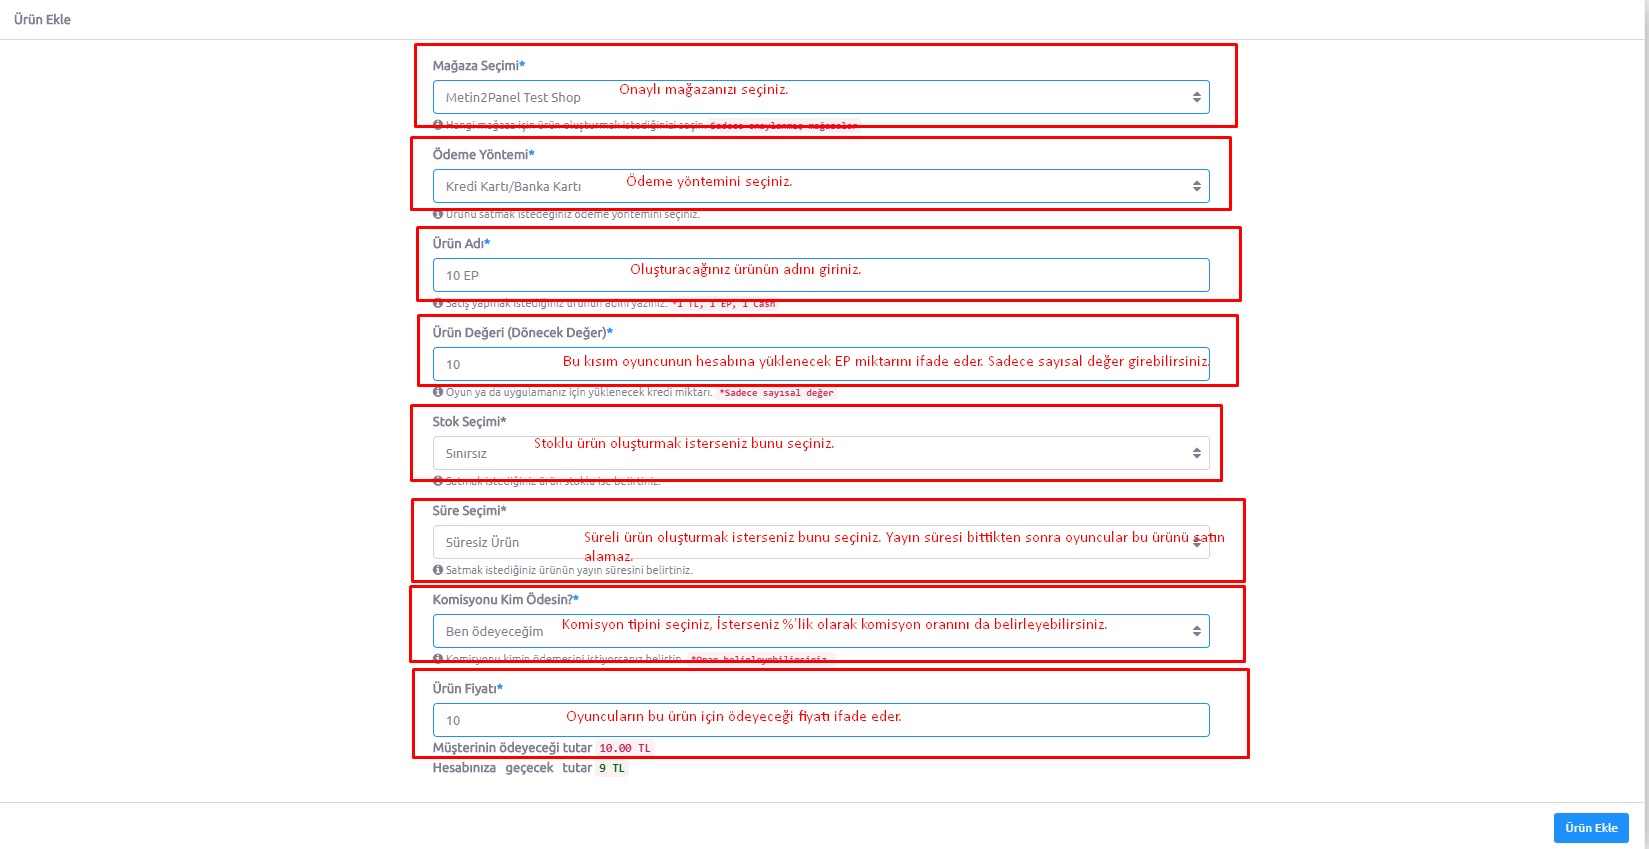 Ürün Ekle
Mağaza Seçimi*
Metin2Panel Test Shop
Onaylı mağazanızı seçiniz.
Hangi mağaza için ürün oluşturmak istediğinizi seçin. Sadece onaylanmış mağazalar
Ödeme Yöntemi*
Kredi Kartı/Banka Kartı
Ödeme yöntemini seçiniz.
Ürünü satmak istedeğiniz ödeme yöntemini seçiniz.
Ürün Adı*
10 EP
Oluşturacağınız ürünün adını giriniz.
Satış yapmak istediğiniz ürünün adını yazınız. *1 TL, 1 EP, 1 Cash
Ürün Değeri (Dönecek Değer)*
10
Bu kısım oyuncunun hesabına yüklenecek EP miktarını ifade eder. Sadece sayısal değer girebilirsiniz.
Oyun ya da uygulamanız için yüklenecek kredi miktarı. *Sadece sayısal değer
Stok Seçimi*
Sınırsız
Stoklu ürün oluşturmak isterseniz bunu seçiniz.
Satmak istediğiniz ürün stoklu ise belirtiniz.
Süre Seçimi*
Süresiz Ürün
Süreli ürün oluşturmak isterseniz bunu seçiniz. Yayın süresi bittikten sonra oyuncular bu ürünü satın
alamaz.
Satmak istediğiniz ürünün yayın süresini belirtiniz.
Komisyonu Kim Ödesin?*
Ben ödeyeceğim
Komisyon tipini seçiniz, İsterseniz %'lik olarak komisyon oranını da belirleyebilirsiniz.
Komisyonu kimin ödemesini istiyorsanız belirtin. *Oran belirleyebilirsiniz.
Ürün Fiyatı*
10
Oyuncuların bu ürün için ödeyeceği fiyatı ifade eder.
Müşterinin ödeyeceği tutar 10.00 TL
Hesabınıza geçecek tutar 9 TL
Ürün Ekle